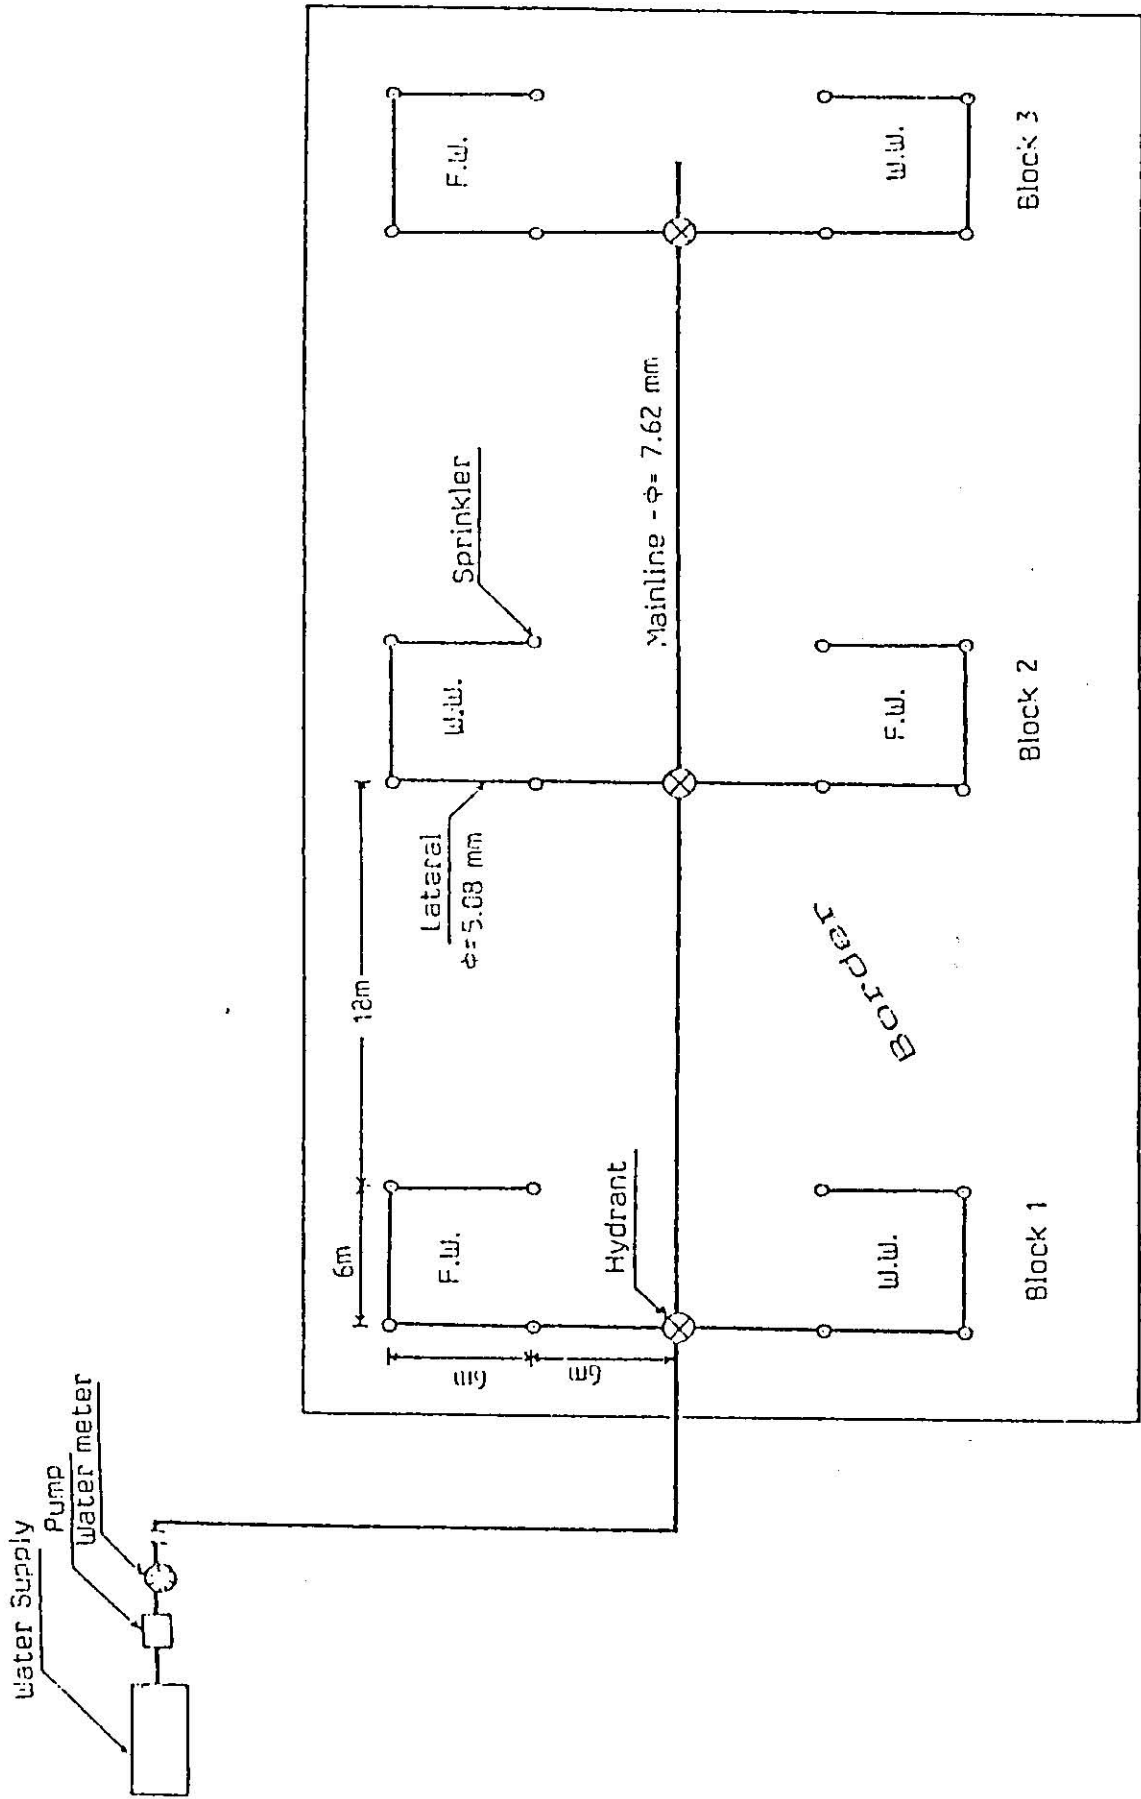 Water Supply
Pump
Water meter
6m
18m
6m
6m
F.W.
Hydrant
W.W.
Block 1
Lataral
ϕ=5.08 mm
W.W.
Sprinkler
Border
F.W.
Block 2
Mainline - ϕ= 7.62 mm
F.W.
W.W.
Block 3